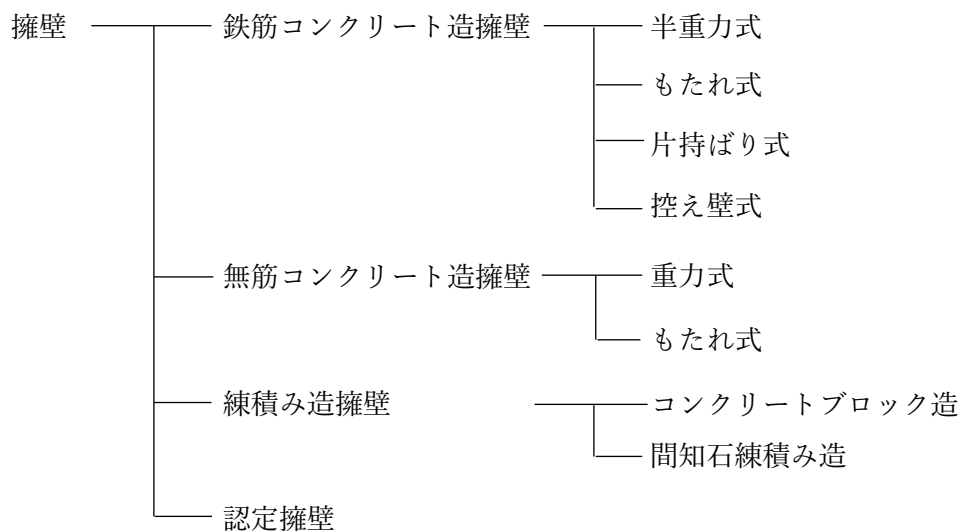 擁壁 鉄筋コンクリート造擁壁 半重力式
もたれ式
片持ばり式
控え壁式
無筋コンクリート造擁壁 重力式
もたれ式
練積み造擁壁 コンクリートブロック造
間知石練積み造
認定擁壁